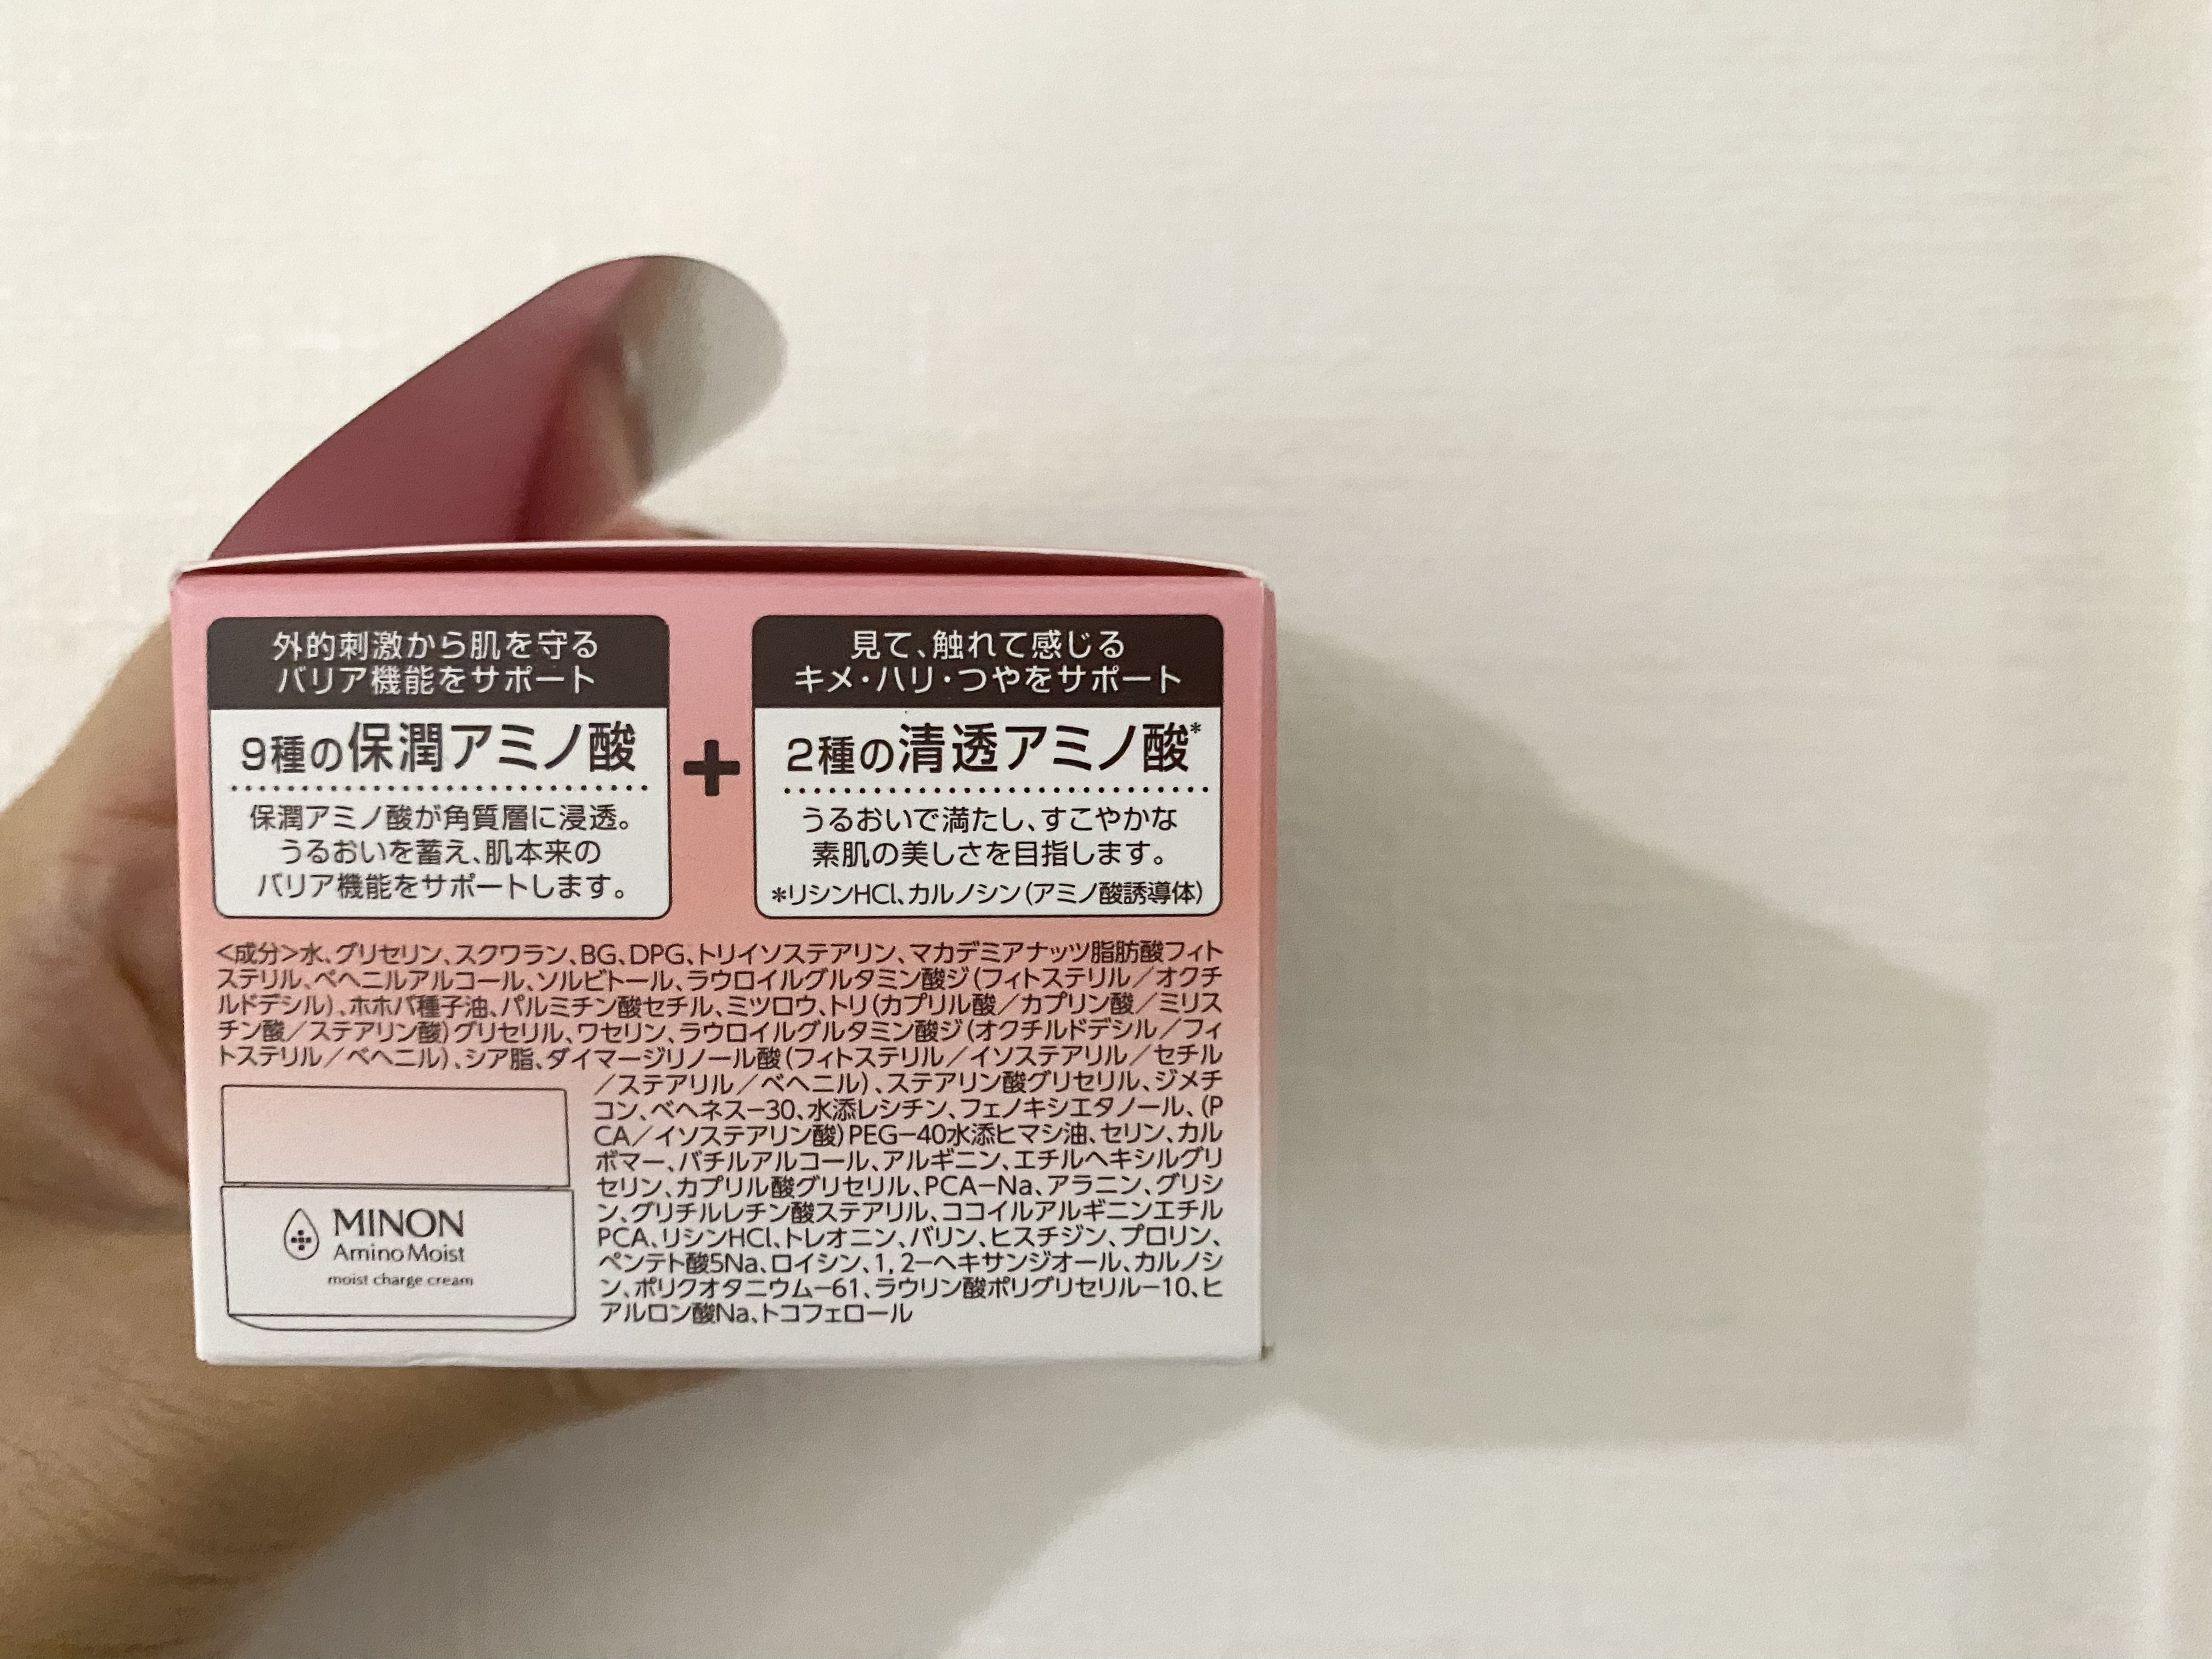 外的刺激から肌を守る
バリア機能をサポート
9種の保潤アミノ酸
保潤アミノ酸が角質層に浸透。
うるおいを蓄え、肌本来の
バリア機能をサポートします。
+
見て、触れて感じる
キメ・ハリ・つやをサポート
2種の清透アミノ酸*
うるおいで満たし、すこやかな
素肌の美しさを目指します。
*リシンHCl、カルノシン(アミノ酸誘導体)
<成分>水、グリセリン、スクワラン、BG、DPG、トリイソステアリン、マカデミアナッツ脂肪酸フィト
ステリル、ベヘニルアルコール、ソルビトール、ラウロイルグルタミン酸ジ(フィトステリル/オクチ
ルドデシル)、ホホバ種子油、パルミチン酸セチル、ミツロウ、トリ(カプリル酸/カプリン酸/ミリス
チン酸/ステアリン酸)グリセリル、ワセリン、ラウロイルグルタミン酸ジ(オクチルドデシル/フィ
トステリル/ベヘニル)、シア脂、ダイマージリノール酸(フィトステリル/イソステアリル/セチル
/ステアリル/ベヘニル)、ステアリン酸グリセリル、ジメチ
コン、ベヘネス-30、水添レシチン、フェノキシエタノール、(P
CA/イソステアリン酸)PEG-40水添ヒマシ油、セリン、カル
ボマー、バチルアルコール、アルギニン、エチルヘキシルグリ
セリン、カプリル酸グリセリル、PCA-Na、アラニン、グリシ
ン、グリチルレチン酸ステアリル、ココイルアルギニンエチル
PCA、リシンHCl、トレオニン、バリン、ヒスチジン、プロリン、
ペンテト酸5Na、ロイシン、1,2-ヘキサンジオール、カルノシ
ン、ポリクオタニウム-61、ラウリン酸ポリグリセリル-10、ヒ
アルロン酸Na、トコフェロール
MINON
Amino Moist
moist charge cream